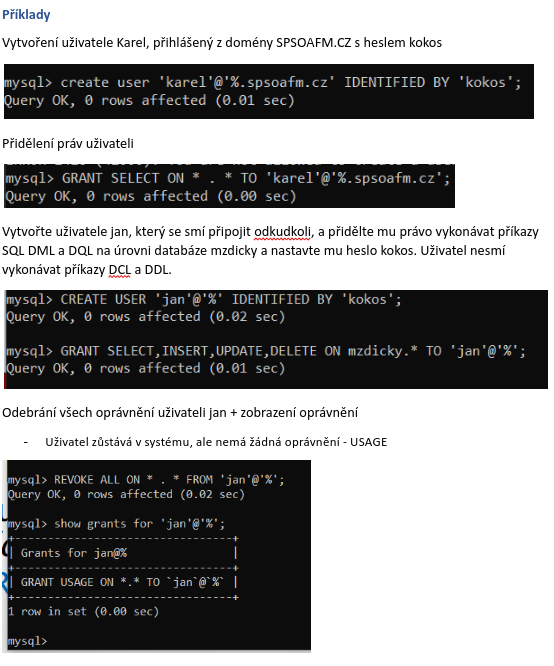 Příklady
Vytvoření uživatele Karel, přihlášený z domény SPSOAFM.CZ s heslem kokos
mysql> create user 'karel'@'%.spsoafm.cz' IDENTIFIED BY 'kokos';
Query OK, 0 rows affected (0.01 sec)
Přidělení práv uživateli
mysql> GRANT SELECT ON * . * TO 'karel'@'%.spsoafm.cz';
Query OK, 0 rows affected (0.00 sec)
Vytvořte uživatele jan, který se smí připojit odkudkoli, a přidělte mu právo vykonávat příkazy
SQL DML a DQL na úrovni databáze mzdicky a nastavte mu heslo kokos. Uživatel nesmí
vykonávat příkazy DCL a DDL.
mysql> CREATE USER 'jan'@'%' IDENTIFIED BY 'kokos';
Query OK, 0 rows affected (0.02 sec)
mysql> GRANT SELECT,INSERT,UPDATE,DELETE ON mzdicky.* TO 'jan'@'%';
Query OK, 0 rows affected (0.01 sec)
Odebrání všech oprávnění uživateli jan + zobrazení oprávnění
- Uživatel zůstává v systému, ale nemá žádná oprávnění - USAGE
mysql> REVOKE ALL ON * . * FROM 'jan'@'%';
Query OK, 0 rows affected (0.02 sec)
mysql> show grants for 'jan'@'%';
+---------------------------------+
| Grants for jan@% |
+---------------------------------+
| GRANT USAGE ON *.* TO `jan`@`%` |
+---------------------------------+
1 row in set (0.00 sec)
mysql>